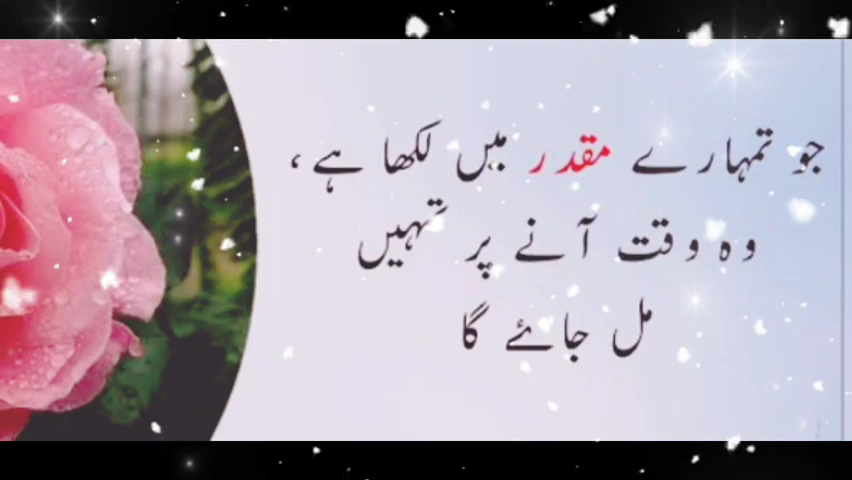 جو تمہارے مقدر میں لکھا ہے،
وہ وقت آنے پر تمہیں
مل جائے گا